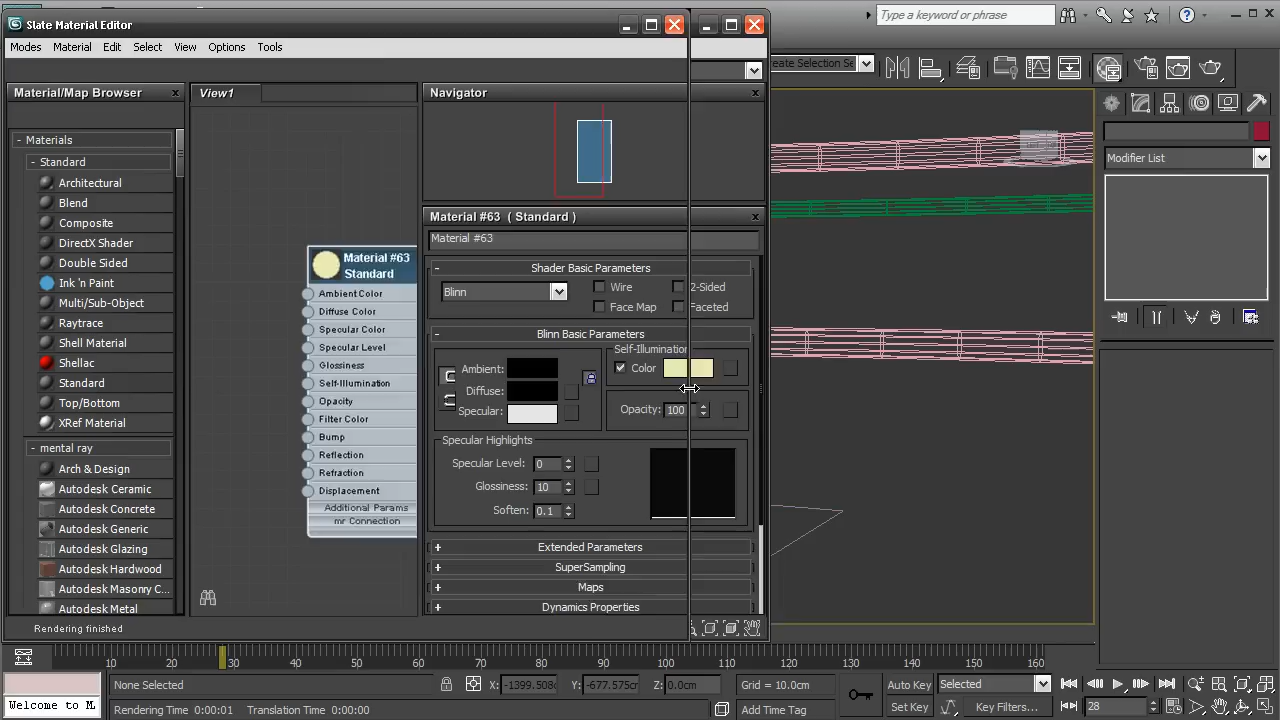 Slate Material Editor
Type a keyword or phrase
Modes Material Edit Select View Options Tools
reate Selection Se
Material/Map Browser
View1
Navigator
- Materials
- Standard
Architectural
Blend
Composite
DirectX Shader
Double Sided
Ink 'n Paint
Multi/Sub-Object
Raytrace
Shell Material
Shellac
Standard
Top/Bottom
XRef Material
- mental ray
Arch & Design
Autodesk Ceramic
Autodesk Concrete
Autodesk Generic
Autodesk Glazing
Autodesk Hardwood
Autodesk Masonry C...
Autodesk Metal
Material #63
Standard
Ambient Color
Diffuse Color
Specular Color
Specular Level
Glossiness
Self-Illumination
Opacity
Filter Color
Bump
Reflection
Refraction
Displacement
Additional Params
mr Connection
Material #63 ( Standard )
Material #63
- Shader Basic Parameters
Blinn
Wire
2-Sided
Face Map
Faceted
- Blinn Basic Parameters
Ambient:
Diffuse:
Specular:
Self-Illumination
Color
Opacity: 100
Specular Highlights
Specular Level: 0
Glossiness: 10
Soften: 0.1
+ Extended Parameters
+ SuperSampling
+ Maps
+ Dynamics Properties
Modifier List
Rendering finished
10 20 30 40 50 60 70 80 90 100 110 120 130 140 150 160
None Selected
X: -1399.508c
Y: -677.575cr
Z: 0.0cm
Grid = 10.0cm
Auto Key
Selected
Welcome to M.
Rendering Time 0:00:01 Translation Time 0:00:00
Add Time Tag
Set Key
Key Filters...
28